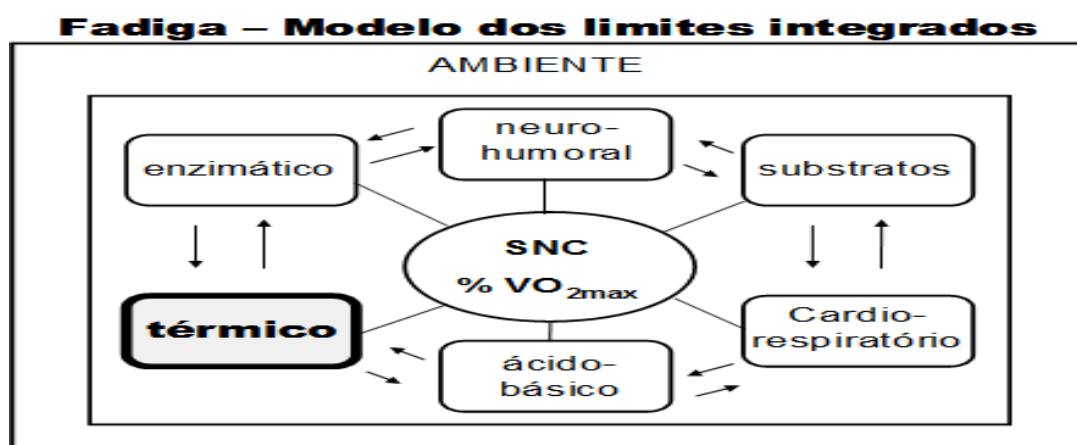 Fadiga – Modelo dos limites integrados
AMBIENTE
neuro-
humoral
enzimático
substratos
SNC
% VO2max
térmico
Cardio-
respiratório
ácido-
básico